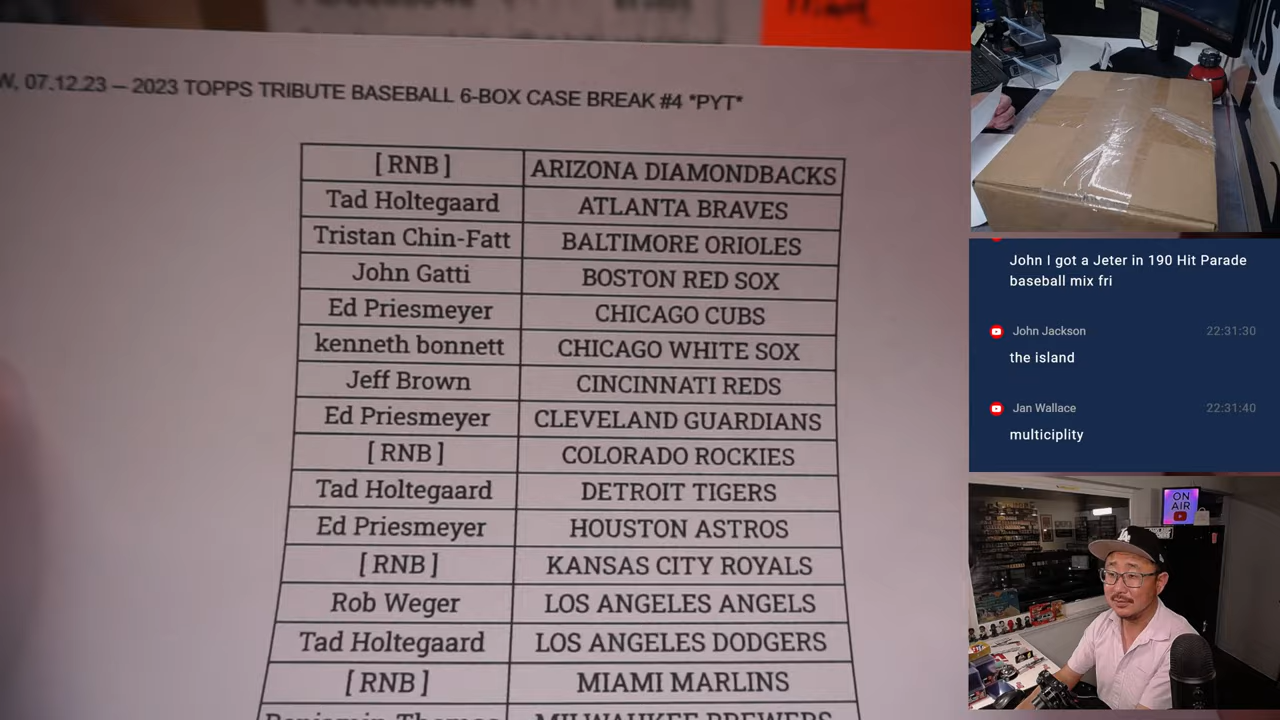 W, 07.12.23 – 2023 TOPPS TRIBUTE BASEBALL 6-BOX CASE BREAK #4 *PYT*
[ RNB ] ARIZONA DIAMONDBACKS
Tad Holtegaard ATLANTA BRAVES
Tristan Chin-Fatt BALTIMORE ORIOLES
John Gatti BOSTON RED SOX
Ed Priesmeyer CHICAGO CUBS
kenneth bonnett CHICAGO WHITE SOX
Jeff Brown CINCINNATI REDS
Ed Priesmeyer CLEVELAND GUARDIANS
[ RNB ] COLORADO ROCKIES
Tad Holtegaard DETROIT TIGERS
Ed Priesmeyer HOUSTON ASTROS
[ RNB ] KANSAS CITY ROYALS
Rob Weger LOS ANGELES ANGELS
Tad Holtegaard LOS ANGELES DODGERS
[ RNB ] MIAMI MARLINS
Benjamin Thomas MILWAUKEE BREWERS
John I got a Jeter in 190 Hit Parade
baseball mix fri
John Jackson 22:31:30
the island
Jan Wallace 22:31:40
multiciplity
ON
AIR